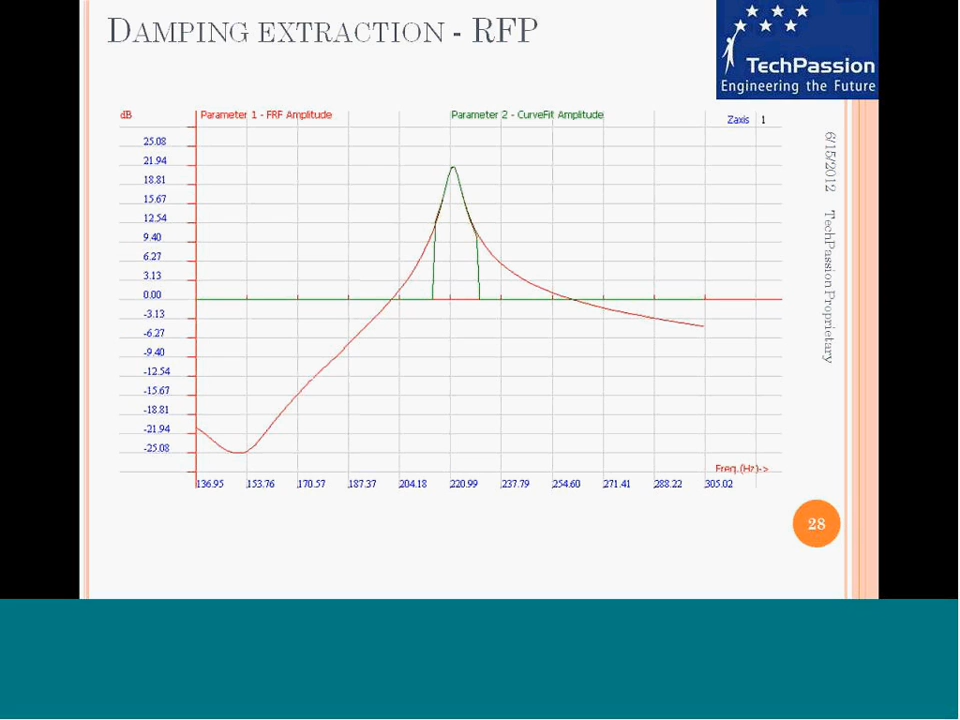 DAMPING EXTRACTION - RFP
TechPassion
Engineering the Future
dB
Parameter 1 - FRF Amplitude
Parameter 2 - CurveFit Amplitude
Zaxis 1
25.08
21.94
18.81
15.67
12.54
9.40
6.27
3.13
0.00
-3.13
-6.27
-9.40
-12.54
-15.67
-18.81
-21.94
-25.08
Freq.(Hz)->
136.95 153.76 170.57 187.37 204.18 220.99 237.79 254.60 271.41 288.22 305.02
6/15/2012 TechPassion Proprietary
28